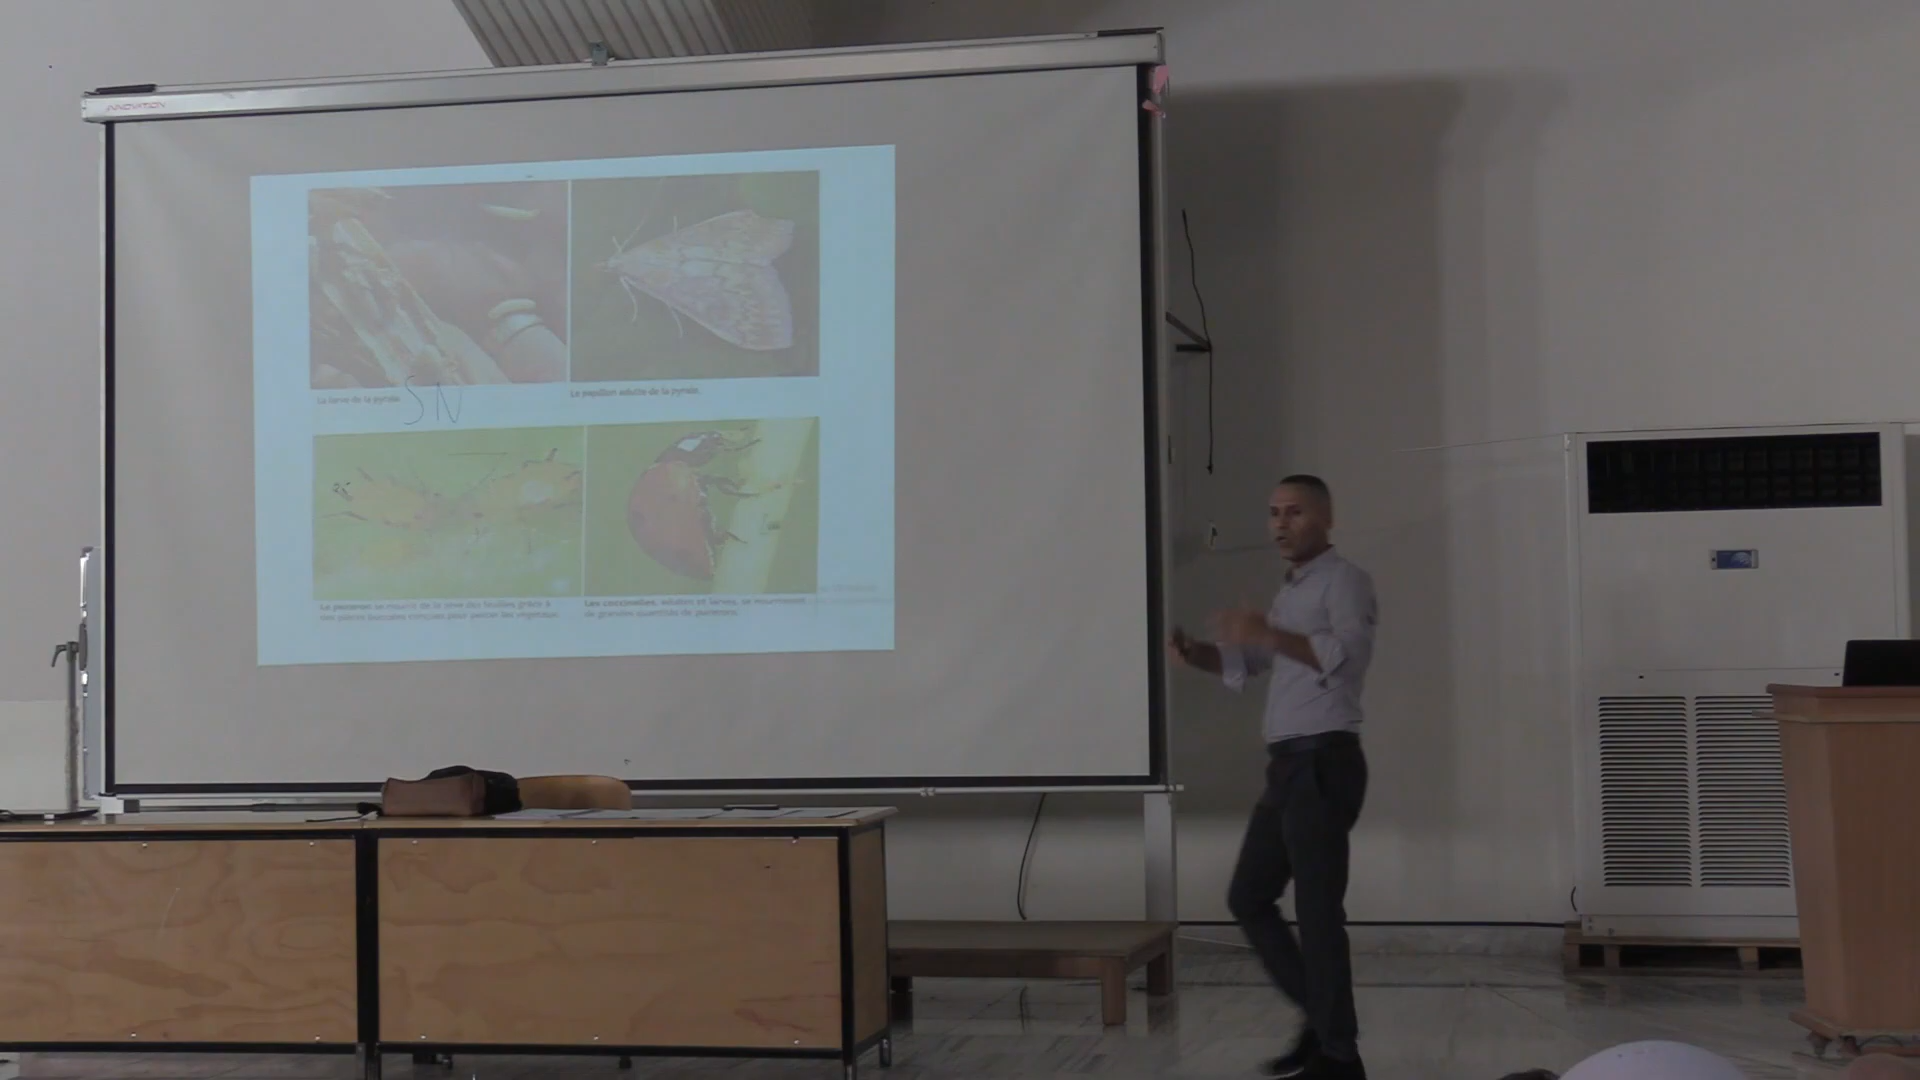 INNOVATION
La larve de la pyrale
Le papillon adulte de la pyrale.
SN
Le puceron se nourrit de la sève des feuilles grâce à
des pièces buccales conçues pour percer les végétaux.
Les coccinelles, adultes et larves, se nourrissent
de grandes quantités de pucerons.